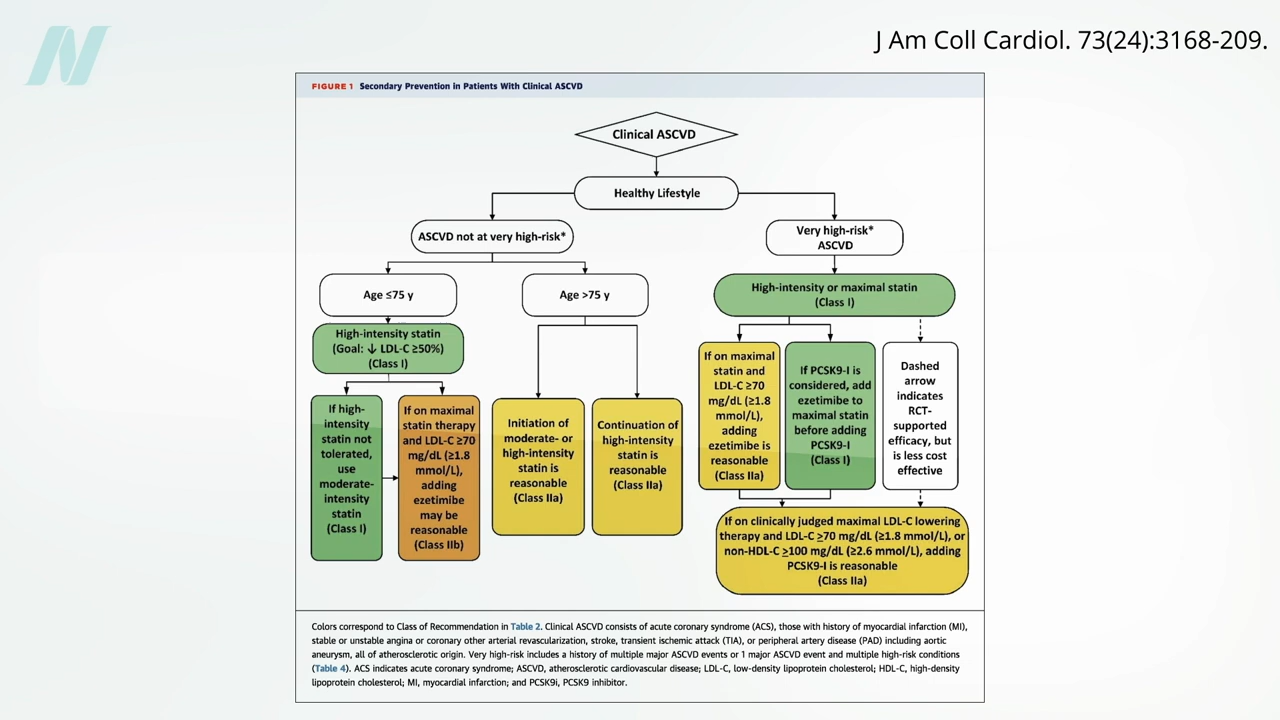 J Am Coll Cardiol. 73(24):3168-209.
FIGURE 1 Secondary Prevention in Patients With Clinical ASCVD
Clinical ASCVD
Healthy Lifestyle
ASCVD not at very high-risk*
Very high-risk*
ASCVD
Age ≤75 y
Age >75 y
High-intensity or maximal statin
(Class I)
High-intensity statin
(Goal: ↓ LDL-C ≥50%)
(Class I)
If high-
intensity
statin not
tolerated,
use
moderate-
intensity
statin
(Class I)
If on maximal
statin therapy
and LDL-C ≥70
mg/dL (≥1.8
mmol/L),
adding
ezetimibe
may be
reasonable
(Class IIb)
Initiation of
moderate- or
high-intensity
statin is
reasonable
(Class IIa)
Continuation of
high-intensity
statin is
reasonable
(Class IIa)
If on maximal
statin and
LDL-C ≥70
mg/dL (≥1.8
mmol/L),
adding
ezetimibe is
reasonable
(Class IIa)
If PCSK9-I is
considered, add
ezetimibe to
maximal statin
before adding
PCSK9-I
(Class I)
Dashed
arrow
indicates
RCT-
supported
efficacy, but
is less cost
effective
If on clinically judged maximal LDL-C lowering
therapy and LDL-C ≥70 mg/dL (≥1.8 mmol/L), or
non-HDL-C ≥100 mg/dL (≥2.6 mmol/L), adding
PCSK9-I is reasonable
(Class IIa)
Colors correspond to Class of Recommendation in Table 2. Clinical ASCVD consists of acute coronary syndrome (ACS), those with history of myocardial infarction (MI),
stable or unstable angina or coronary other arterial revascularization, stroke, transient ischemic attack (TIA), or peripheral artery disease (PAD) including aortic
aneurysm, all of atherosclerotic origin. Very high-risk includes a history of multiple major ASCVD events or 1 major ASCVD event and multiple high-risk conditions
(Table 4). ACS indicates acute coronary syndrome; ASCVD, atherosclerotic cardiovascular disease; LDL-C, low-density lipoprotein cholesterol; HDL-C, high-density
lipoprotein cholesterol; MI, myocardial infarction; and PCSK9i, PCSK9 inhibitor.